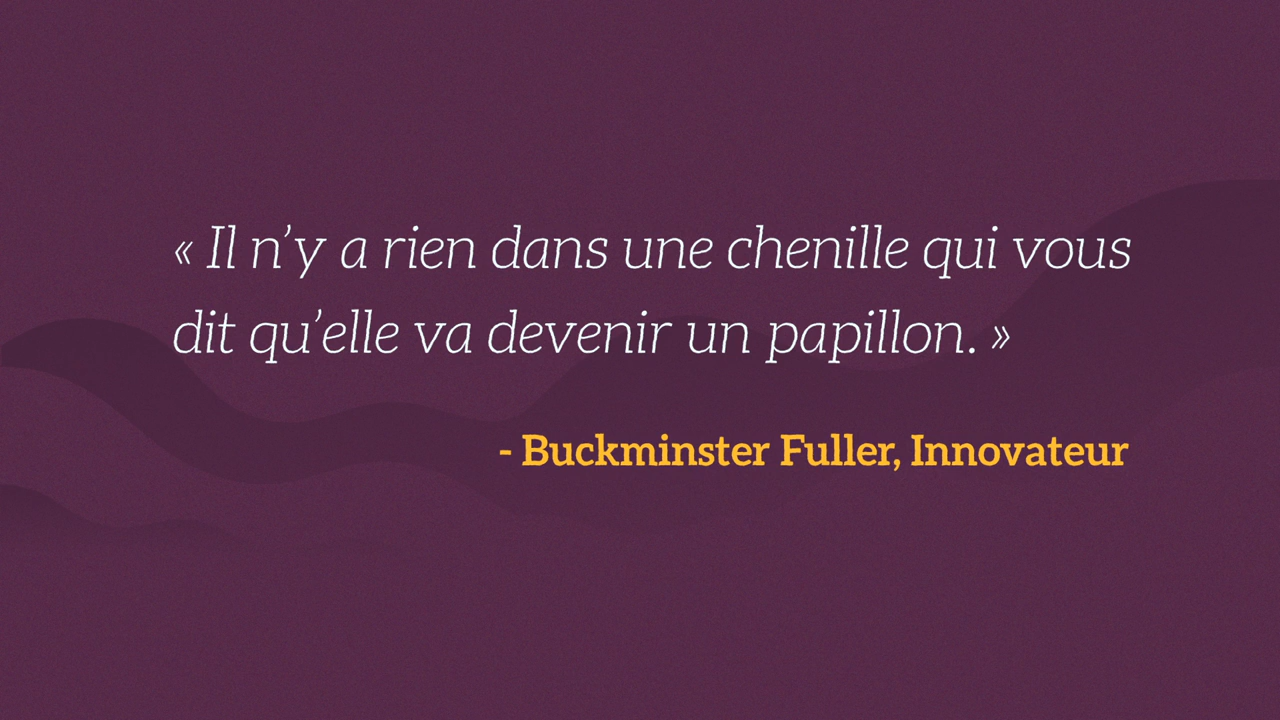 « Il n’y a rien dans une chenille qui vous
dit qu’elle va devenir un papillon. »
- Buckminster Fuller, Innovateur